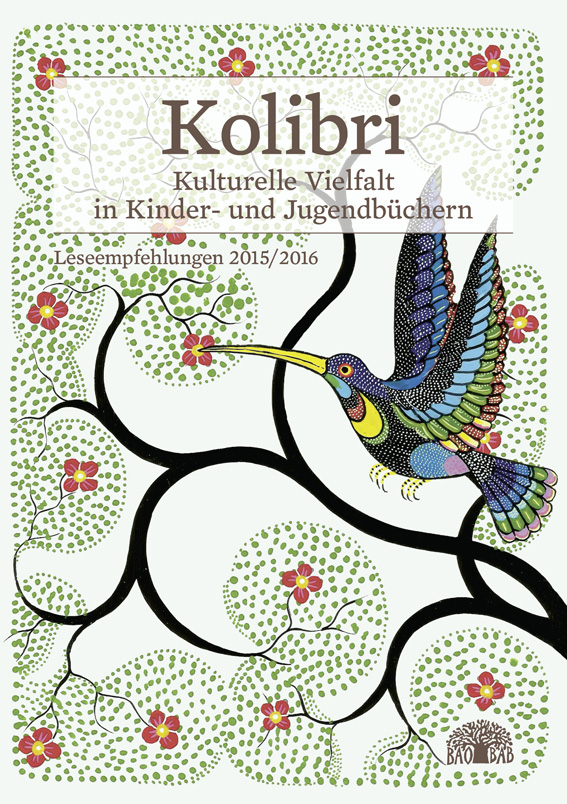 Kolibri
Kulturelle Vielfalt
in Kinder- und Jugendbüchern
Leseempfehlungen 2015/2016
BAOBAB